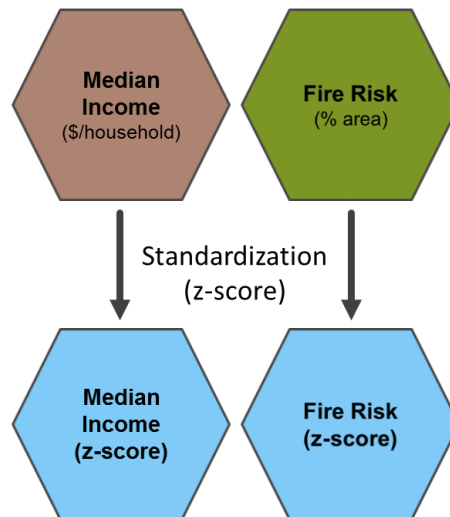 Median
Income
($/household)
Fire Risk
(% area)
Standardization
(z-score)
Median
Income
(z-score)
Fire Risk
(z-score)